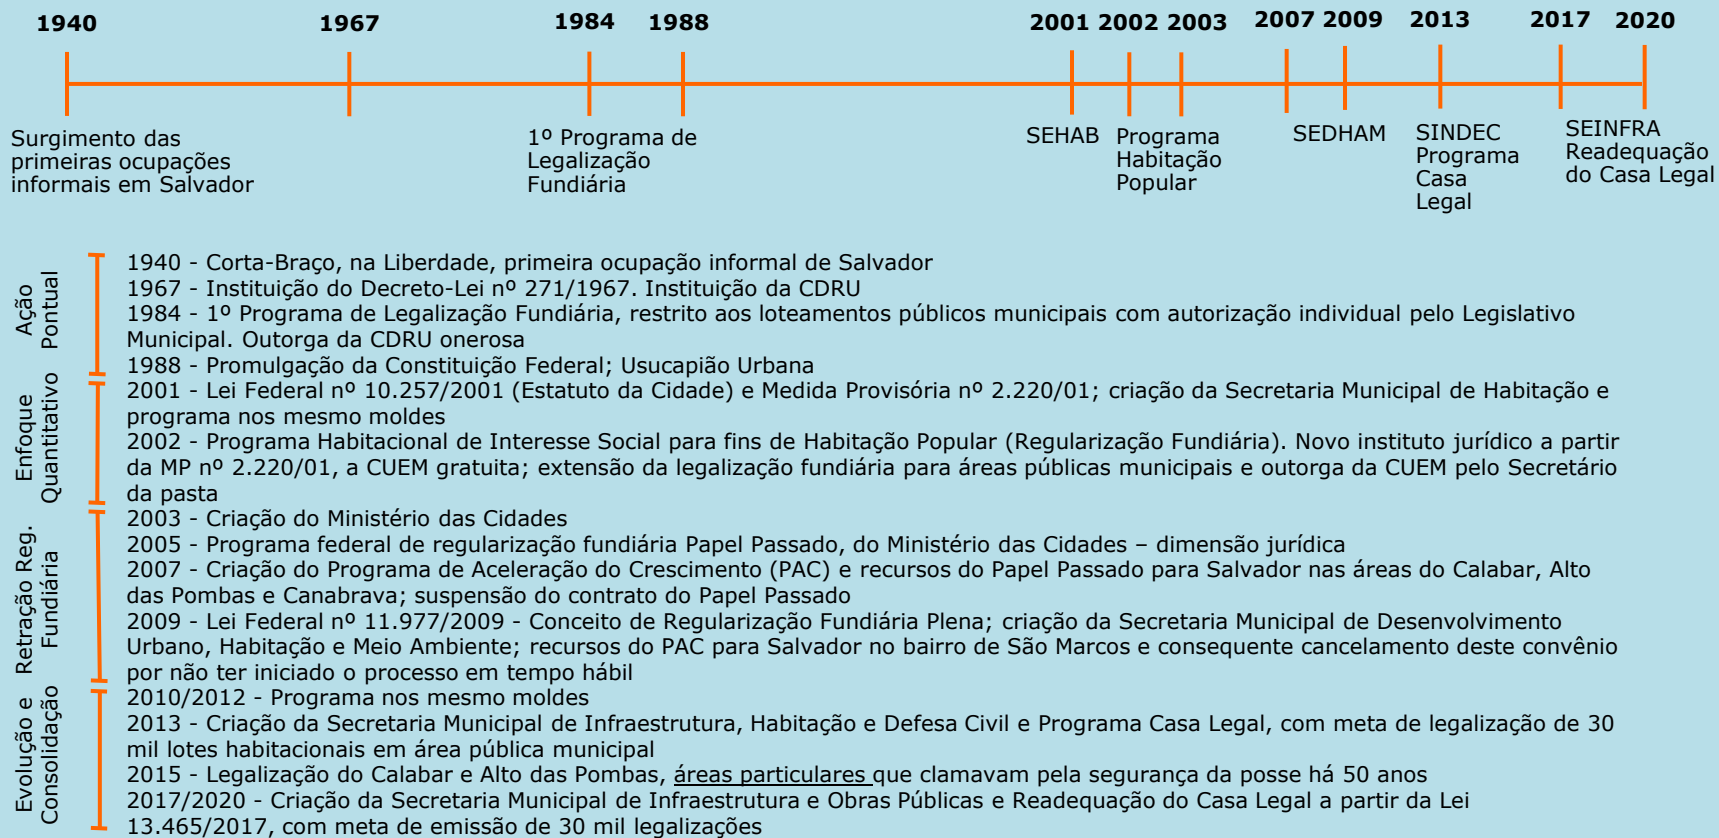 1940 1967 1984 1988 2001 2002 2003 2007 2009 2013 2017 2020
Surgimento das
primeiras ocupações
informais em Salvador
1º Programa de
Legalização
Fundiária
SEHAB
Programa
Habitação
Popular
SEDHAM
SINDEC
Programa
Casa
Legal
SEINFRA
Readequação
do Casa Legal
Ação
Pontual
1940 - Corta-Braço, na Liberdade, primeira ocupação informal de Salvador
1967 - Instituição do Decreto-Lei nº 271/1967. Instituição da CDRU
1984 - 1º Programa de Legalização Fundiária, restrito aos loteamentos públicos municipais com autorização individual pelo Legislativo
Municipal. Outorga da CDRU onerosa
1988 - Promulgação da Constituição Federal; Usucapião Urbana
Enfoque
Quantitativo
2001 - Lei Federal nº 10.257/2001 (Estatuto da Cidade) e Medida Provisória nº 2.220/01; criação da Secretaria Municipal de Habitação e
programa nos mesmo moldes
2002 - Programa Habitacional de Interesse Social para fins de Habitação Popular (Regularização Fundiária). Novo instituto jurídico a partir
da MP nº 2.220/01, a CUEM gratuita; extensão da legalização fundiária para áreas públicas municipais e outorga da CUEM pelo Secretário
da pasta
Retração Reg.
Fundiária
2003 - Criação do Ministério das Cidades
2005 - Programa federal de regularização fundiária Papel Passado, do Ministério das Cidades – dimensão jurídica
2007 - Criação do Programa de Aceleração do Crescimento (PAC) e recursos do Papel Passado para Salvador nas áreas do Calabar, Alto
das Pombas e Canabrava; suspensão do contrato do Papel Passado
2009 - Lei Federal nº 11.977/2009 - Conceito de Regularização Fundiária Plena; criação da Secretaria Municipal de Desenvolvimento
Urbano, Habitação e Meio Ambiente; recursos do PAC para Salvador no bairro de São Marcos e consequente cancelamento deste convênio
por não ter iniciado o processo em tempo hábil
Evolução e
Consolidação
2010/2012 - Programa nos mesmo moldes
2013 - Criação da Secretaria Municipal de Infraestrutura, Habitação e Defesa Civil e Programa Casa Legal, com meta de legalização de 30
mil lotes habitacionais em área pública municipal
2015 - Legalização do Calabar e Alto das Pombas, áreas particulares que clamavam pela segurança da posse há 50 anos
2017/2020 - Criação da Secretaria Municipal de Infraestrutura e Obras Públicas e Readequação do Casa Legal a partir da Lei
13.465/2017, com meta de emissão de 30 mil legalizações